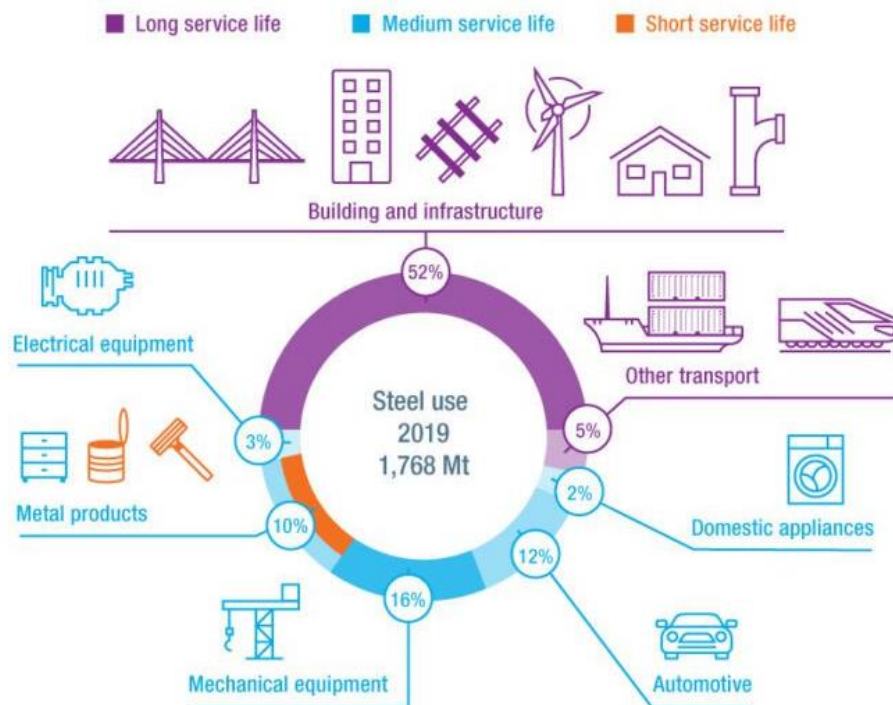 Long service life
Medium service life
Short service life
Building and infrastructure
52%
Electrical equipment
Other transport
Steel use
2019
1,768 Mt
3%
5%
Metal products
2%
Domestic appliances
10%
12%
16%
Mechanical equipment
Automotive